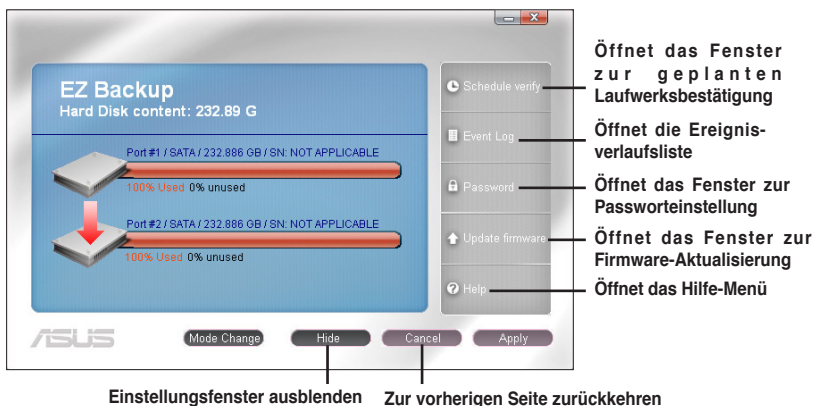 EZ Backup
Hard Disk content: 232.89 G
Port #1 / SATA / 232.886 GB / SN: NOT APPLICABLE
100% Used 0% unused
Port #2 / SATA / 232.886 GB / SN: NOT APPLICABLE
100% Used 0% unused
Schedule verify
Event Log
Password
Update firmware
Help
ASUS
Mode Change
Hide
Cancel
Apply
Öffnet das Fenster
zur geplanten
Laufwerksbestätigung
Öffnet die Ereignis-
verlaufsliste
Öffnet das Fenster zur
Passworteinstellung
Öffnet das Fenster zur
Firmware-Aktualisierung
Öffnet das Hilfe-Menü
Einstellungsfenster ausblenden
Zur vorherigen Seite zurückkehren